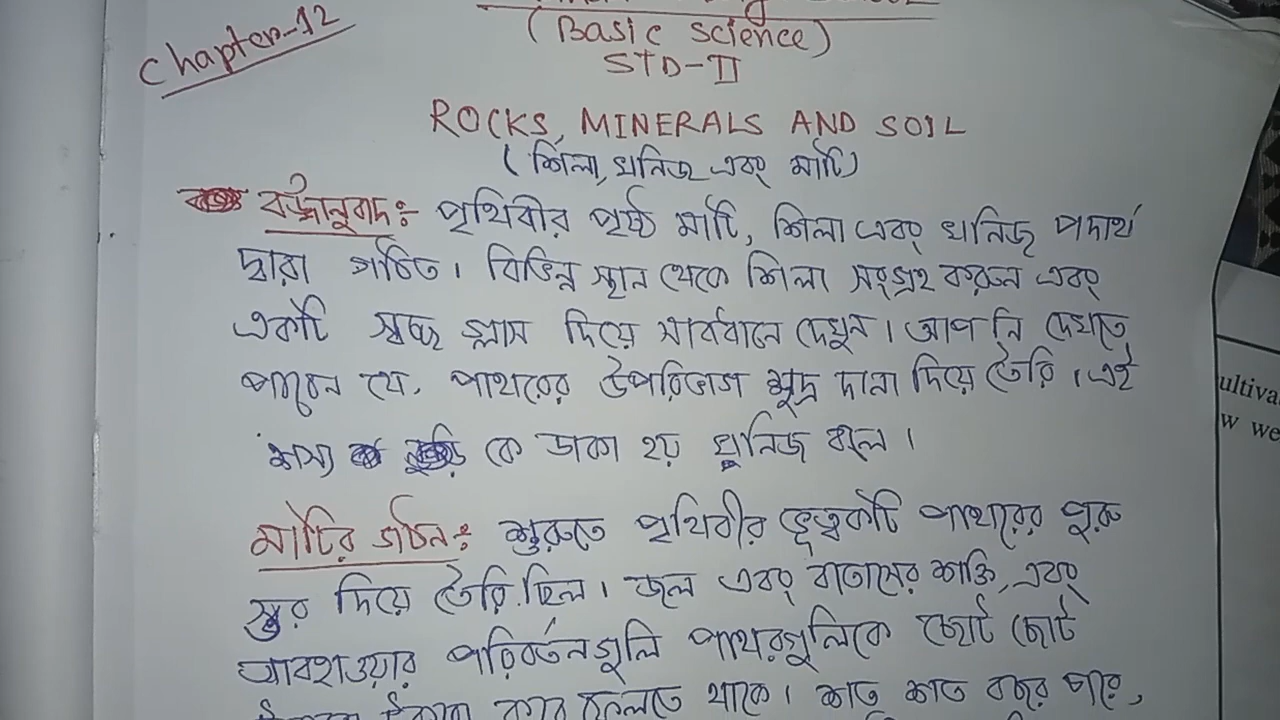 Chapter-12
(Basic science)
STD-II
ROCKS, MINERALS AND SOIL
(শিলা, খনিজ এবং মাটি)
বঙ্গানুবাদঃ পৃথিবীর পৃষ্ঠ মাটি, শিলা এবং খনিজ পদার্থ
দ্বারা গঠিত। বিভিন্ন স্থান থেকে শিলা সংগ্রহ করুন এবং
একটি স্বচ্ছ গ্লাস দিয়ে সাবধানে দেখুন। আপনি দেখতে
পাবেন যে, পাথরের উপরিভাগ ক্ষুদ্র দানা দিয়ে তৈরি। এই
শস্য কে ডাকা হয় খনিজ বলে।
মাটির গঠনঃ শুরুতে পৃথিবীর ভূত্বকটি পাথরের পুরু
স্তর দিয়ে তৈরি ছিল। জল এবং বাতাসের শক্তি এবং
আবহাওয়ার পরিবর্তনগুলি পাথরগুলিকে ছোট ছোট
থাকে। শত শত বছর পরে,
ultiva
w we